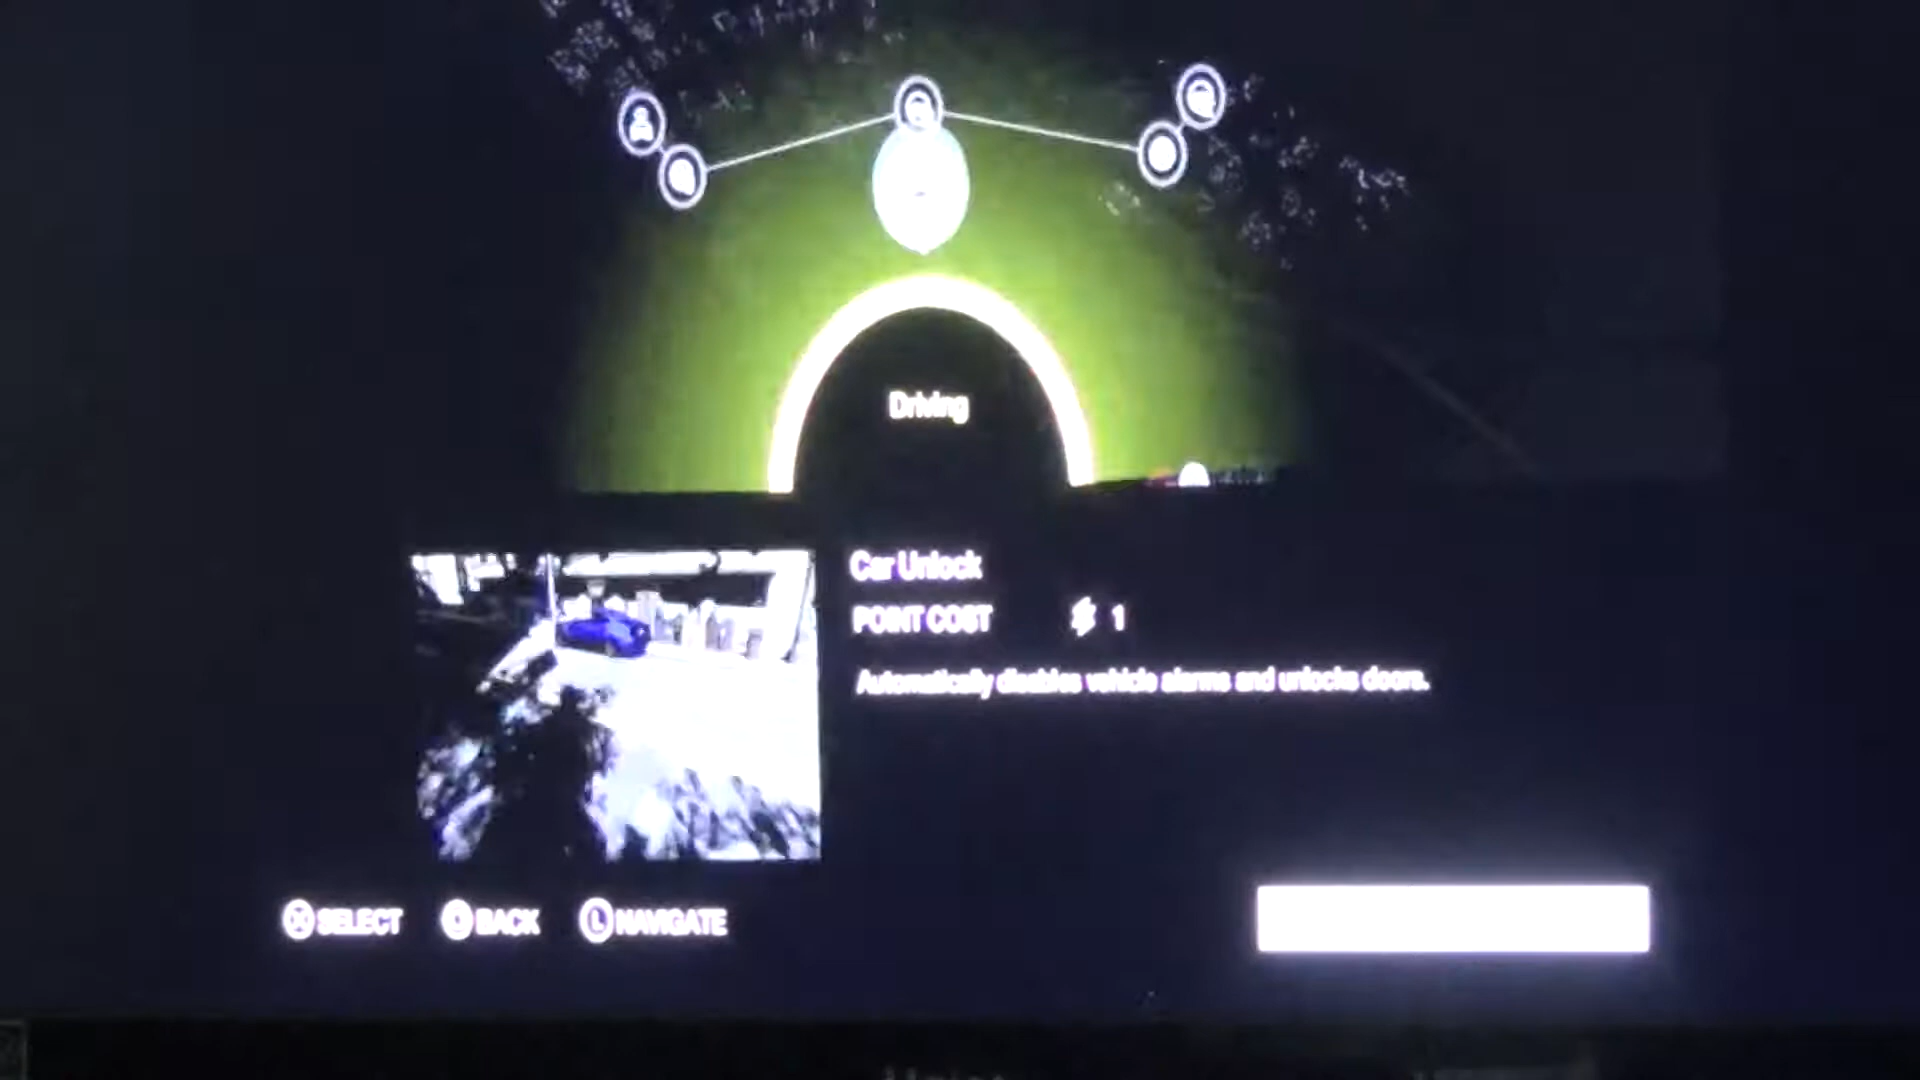 Driving
Car Unlock
POINT COST 1
Automatically disables vehicle alarms and unlocks doors.
SELECT BACK NAVIGATE